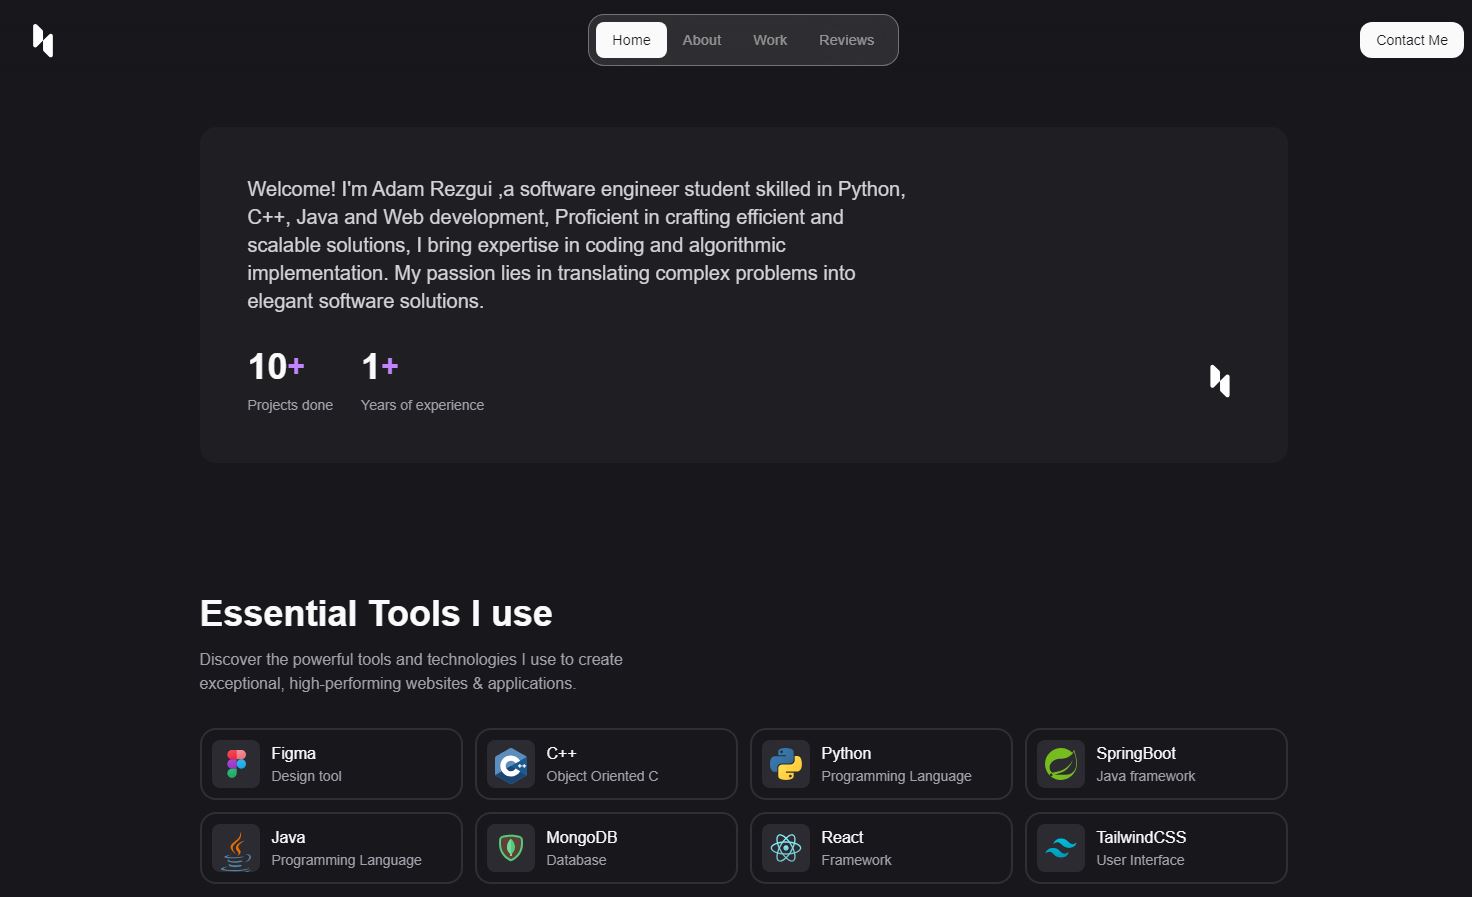 Home About Work Reviews Contact Me
Welcome! I'm Adam Rezgui ,a software engineer student skilled in Python,
C++, Java and Web development, Proficient in crafting efficient and
scalable solutions, I bring expertise in coding and algorithmic
implementation. My passion lies in translating complex problems into
elegant software solutions.
10+ 1+
Projects done Years of experience
Essential Tools I use
Discover the powerful tools and technologies I use to create
exceptional, high-performing websites & applications.
Figma
Design tool
C++
Object Oriented C
Python
Programming Language
SpringBoot
Java framework
Java
Programming Language
MongoDB
Database
React
Framework
TailwindCSS
User Interface